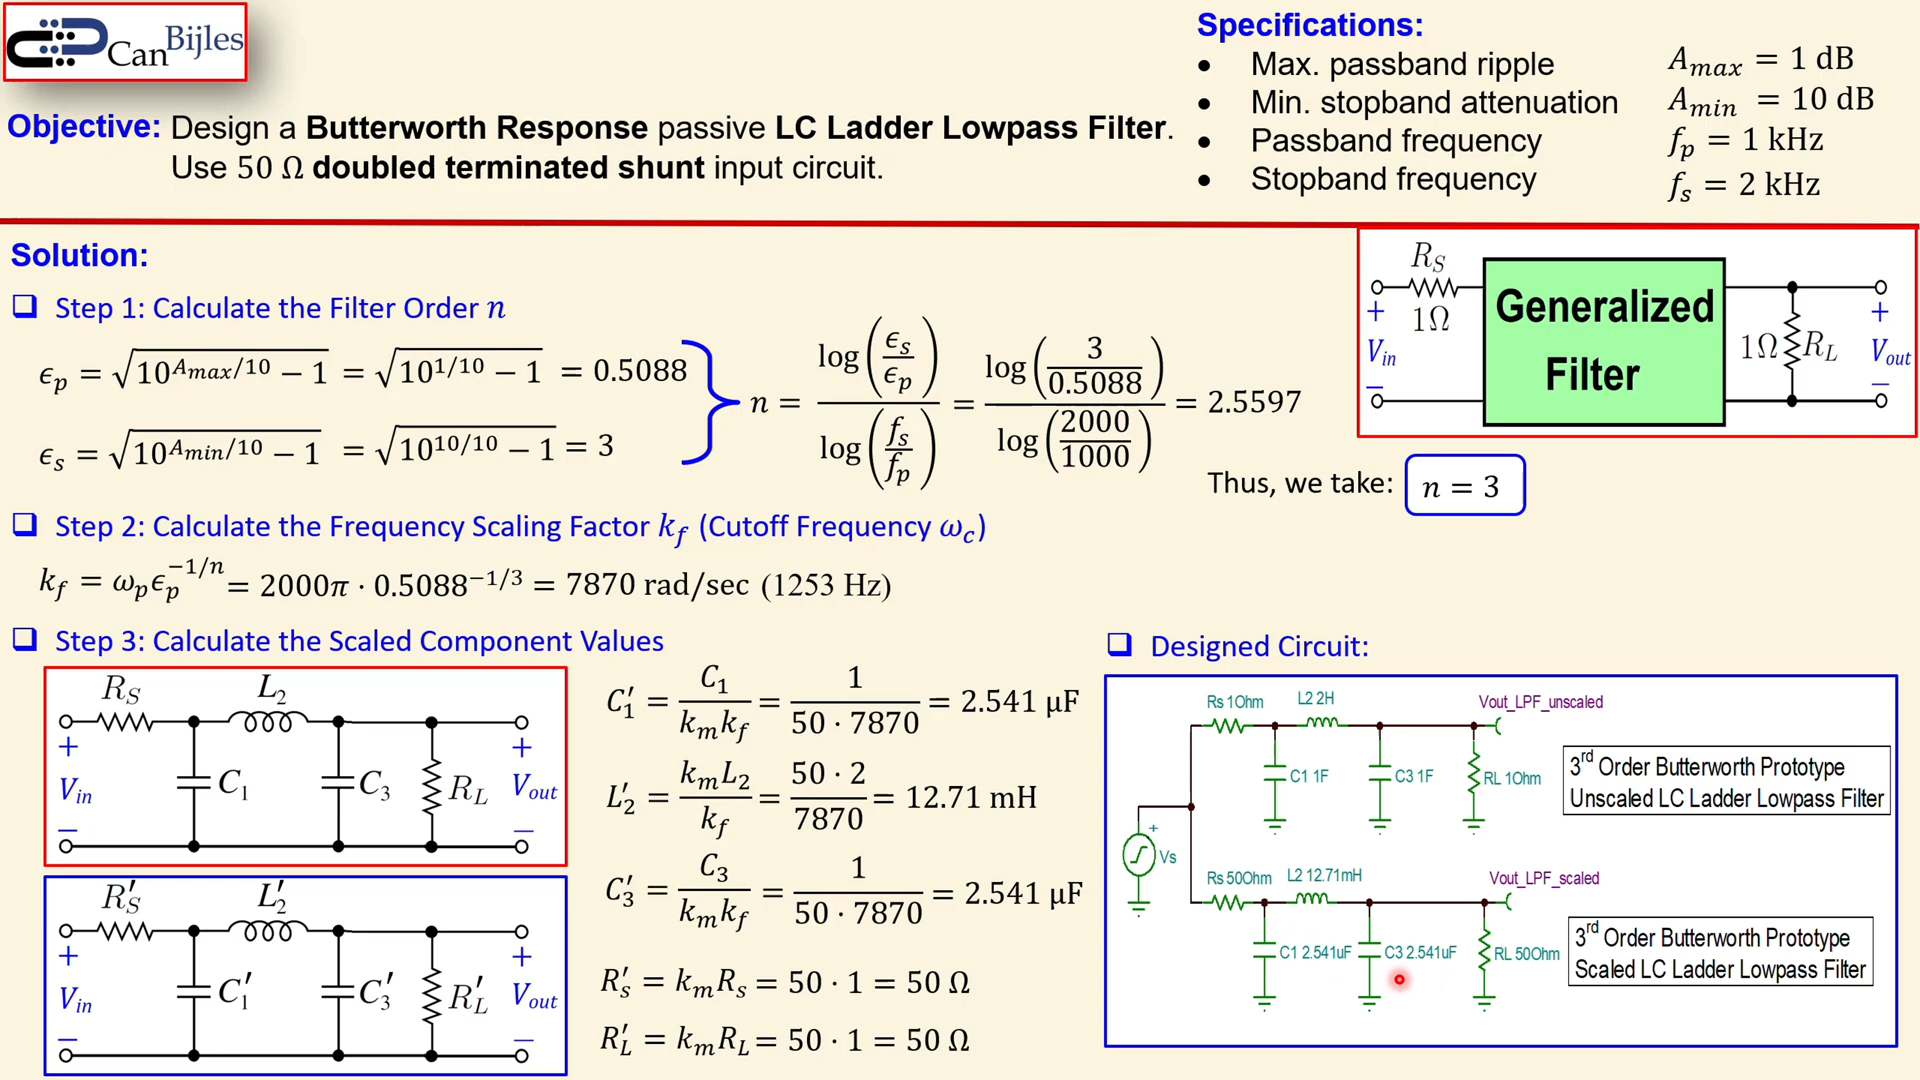 CanBijles
Objective: Design a Butterworth Response passive LC Ladder Lowpass Filter.
Use 50 Ω doubled terminated shunt input circuit.
Specifications:
• Max. passband ripple A_max = 1 dB
• Min. stopband attenuation A_min = 10 dB
• Passband frequency f_p = 1 kHz
• Stopband frequency f_s = 2 kHz
Solution:
❑ Step 1: Calculate the Filter Order n
ϵ_p = √(10^{A_max/10} − 1) = √(10^{1/10} − 1) = 0.5088
ϵ_s = √(10^{A_min/10} − 1) = √(10^{10/10} − 1) = 3
n = log(ϵ_s/ϵ_p) / log(f_s/f_p) = log(3/0.5088) / log(2000/1000) = 2.5597
Thus, we take: n = 3
R_S
1Ω
Generalized
Filter
1Ω R_L
+ V_in −
+ V_out −
❑ Step 2: Calculate the Frequency Scaling Factor k_f (Cutoff Frequency ω_c)
k_f = ω_p ϵ_p^{−1/n} = 2000π · 0.5088^{−1/3} = 7870 rad/sec (1253 Hz)
❑ Step 3: Calculate the Scaled Component Values
R_S L_2
+ V_in − C_1 C_3 R_L + V_out −
R'_S L'_2
+ V_in − C'_1 C'_3 R'_L + V_out −
C'_1 = C_1/(k_m k_f) = 1/(50 · 7870) = 2.541 μF
L'_2 = k_m L_2/k_f = (50 · 2)/7870 = 12.71 mH
C'_3 = C_3/(k_m k_f) = 1/(50 · 7870) = 2.541 μF
R'_s = k_m R_s = 50 · 1 = 50 Ω
R'_L = k_m R_L = 50 · 1 = 50 Ω
❑ Designed Circuit:
Rs 1Ohm L2 2H Vout_LPF_unscaled
C1 1F C3 1F RL 1Ohm
3rd Order Butterworth Prototype
Unscaled LC Ladder Lowpass Filter
+ Vs
Rs 50Ohm L2 12.71mH Vout_LPF_scaled
C1 2.541uF C3 2.541uF RL 50Ohm
3rd Order Butterworth Prototype
Scaled LC Ladder Lowpass Filter